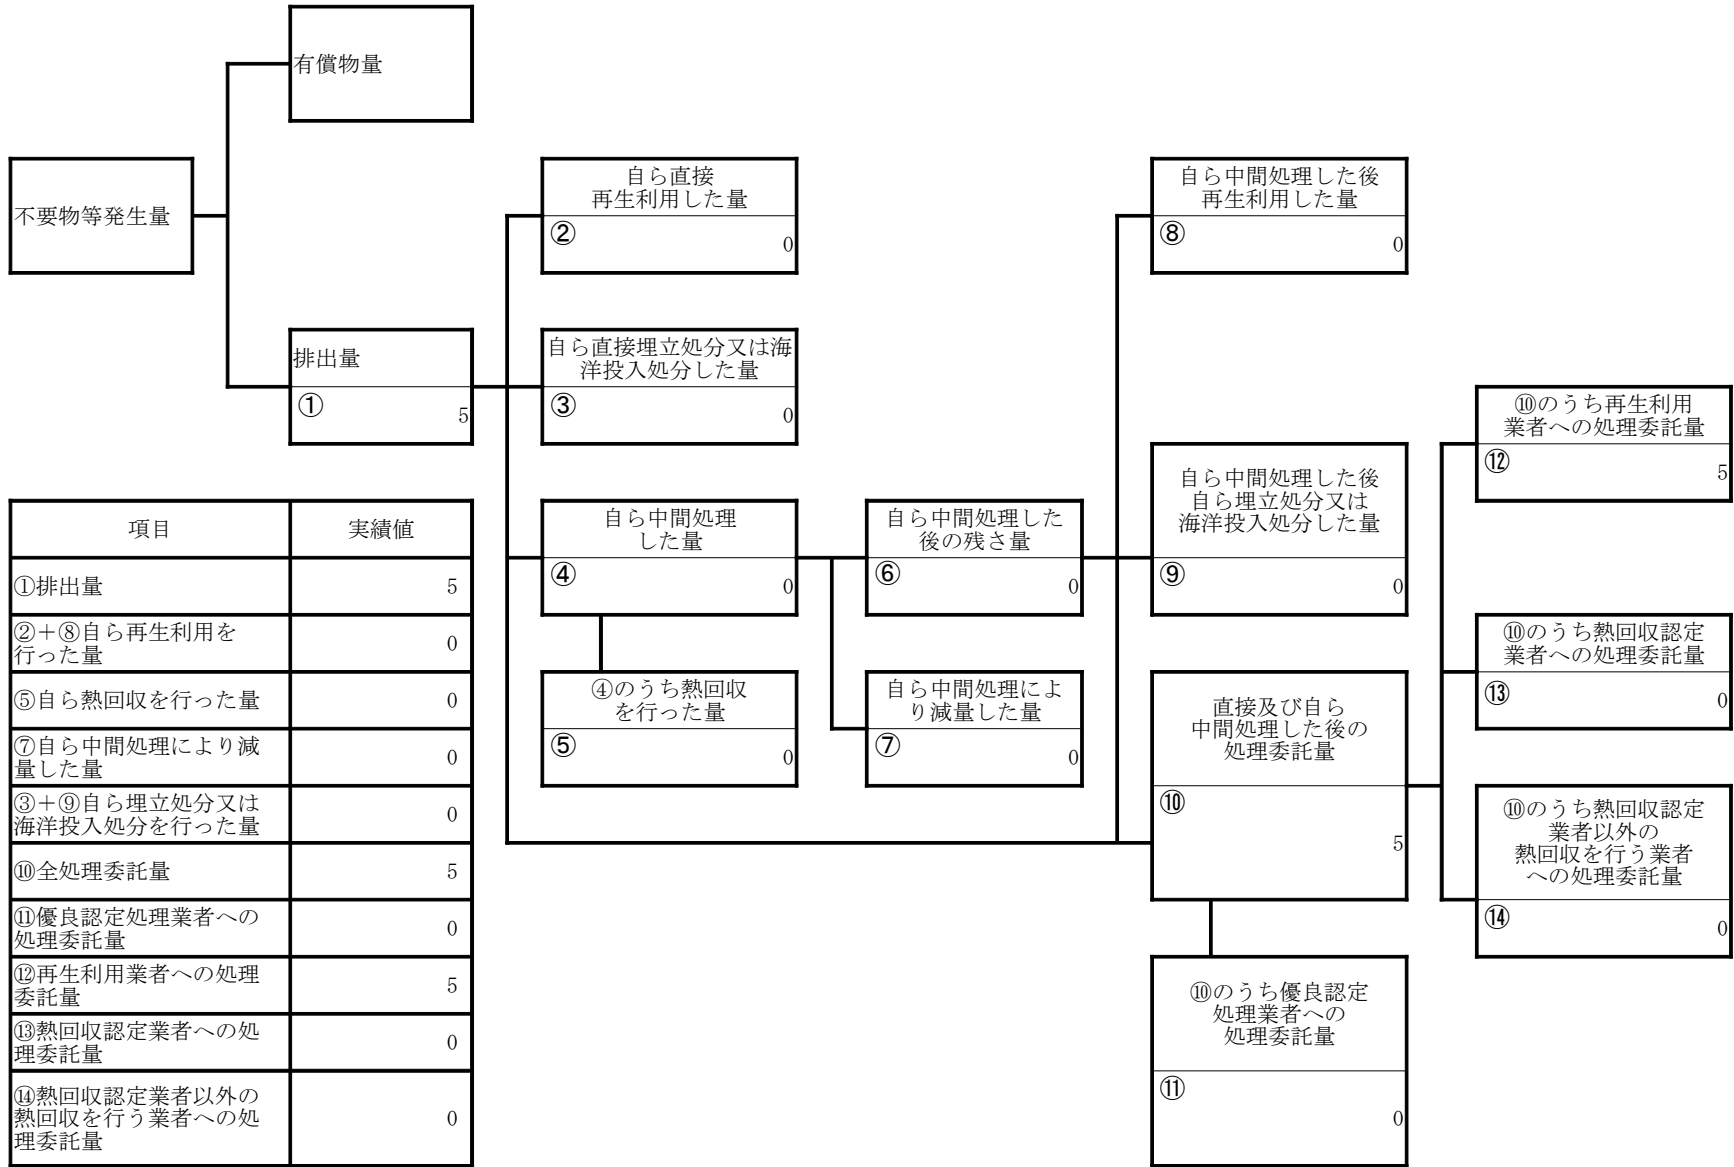 有償物量
不要物等発生量
自ら直接
再生利用した量
②
0
自ら中間処理した後
再生利用した量
⑧
0
排出量
①
5
自ら直接埋立処分又は海
洋投入処分した量
③
0
⑩のうち再生利用
業者への処理委託量
⑫
5
自ら中間処理
した量
④
0
自ら中間処理した
後の残さ量
⑥
0
自ら中間処理した後
自ら埋立処分又は
海洋投入処分した量
⑨
0
⑩のうち熱回収認定
業者への処理委託量
⑬
0
④のうち熱回収
を行った量
⑤
0
自ら中間処理によ
り減量した量
⑦
0
直接及び自ら
中間処理した後の
処理委託量
⑩
5
⑩のうち熱回収認定
業者以外の
熱回収を行う業者
への処理委託量
⑭
0
⑩のうち優良認定
処理業者への
処理委託量
⑪
0
項目 実績値
①排出量 5
②＋⑧自ら再生利用を
行った量 0
⑤自ら熱回収を行った量 0
⑦自ら中間処理により減
量した量 0
③＋⑨自ら埋立処分又は
海洋投入処分を行った量 0
⑩全処理委託量 5
⑪優良認定処理業者への
処理委託量 0
⑫再生利用業者への処理
委託量 5
⑬熱回収認定業者への処
理委託量 0
⑭熱回収認定業者以外の
熱回収を行う業者への処
理委託量 0